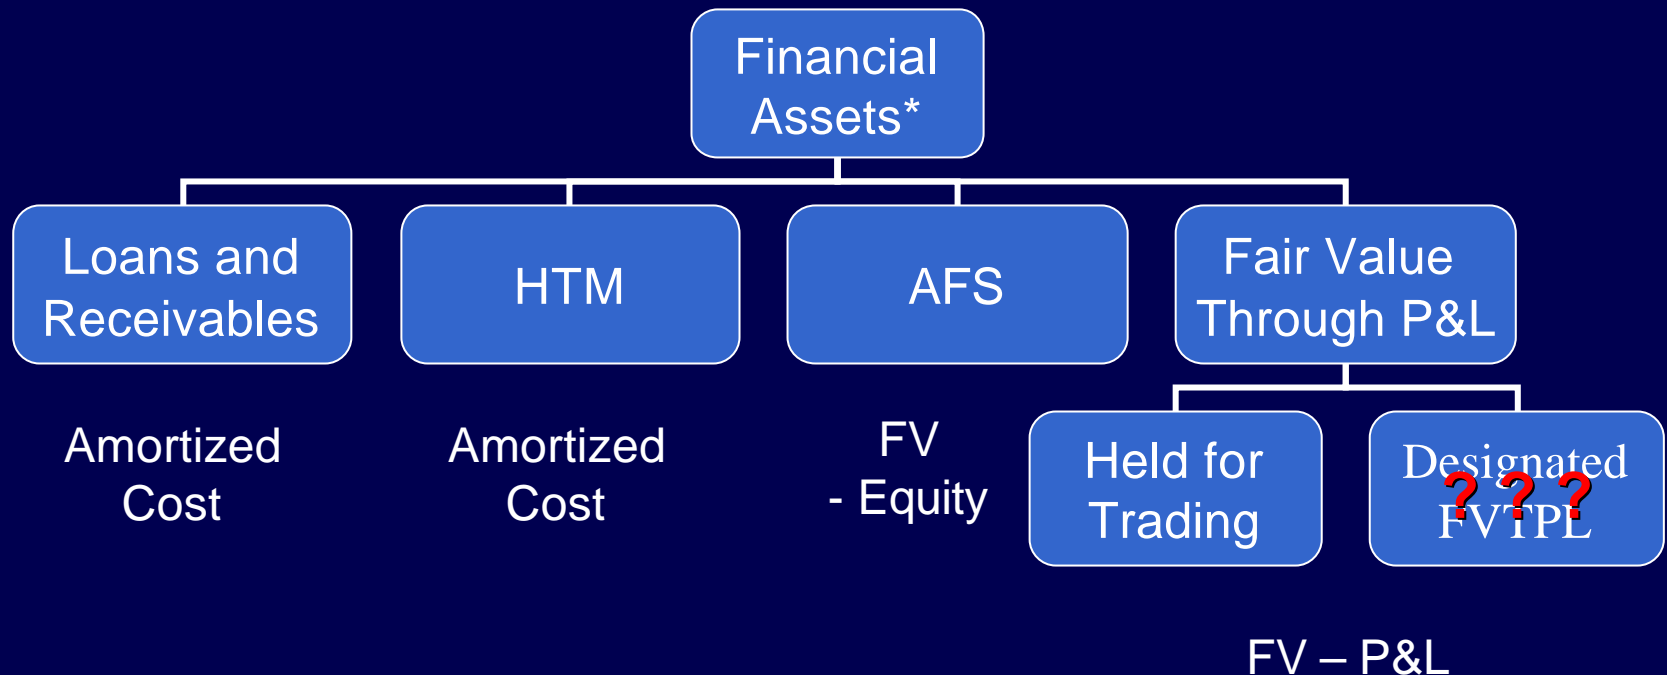 Financial
Assets*
Loans and
Receivables
HTM
AFS
Fair Value
Through P&L
Amortized
Cost
Amortized
Cost
FV
- Equity
Held for
Trading
Designated
? ? ?
FVTPL
FV – P&L